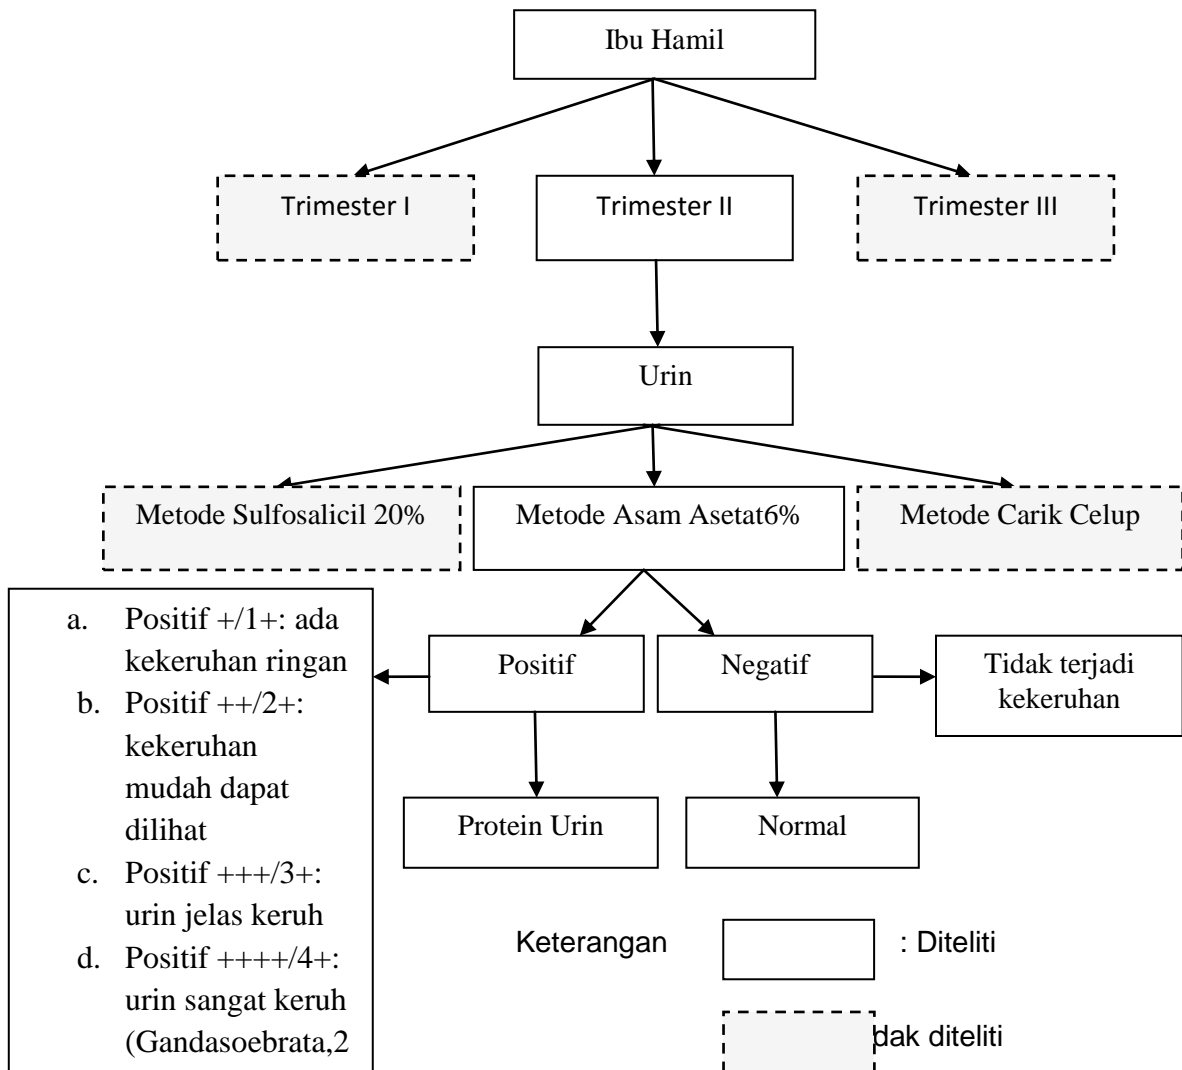 Ibu Hamil
Trimester I
Trimester II
Trimester III
Urin
Metode Sulfosalicil 20%
Metode Asam Asetat6%
Metode Carik Celup
a. Positif +/1+: ada
kekeruhan ringan
b. Positif ++/2+:
kekeruhan
mudah dapat
dilihat
c. Positif +++/3+:
urin jelas keruh
d. Positif ++++/4+:
urin sangat keruh
(Gandasoebrata,2
Positif
Negatif
Tidak terjadi
kekeruhan
Protein Urin
Normal
Keterangan : Diteliti
dak diteliti